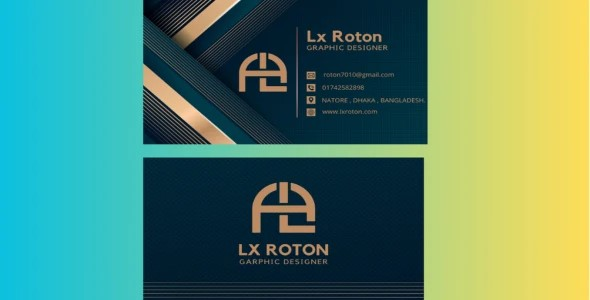 Lx Roton
GRAPHIC DESIGNER
roton7010@gmail.com
01742582898
NATORE , DHAKA , BANGLADESH.
www.lxroton.com
LX ROTON
GARPHIC DESIGNER